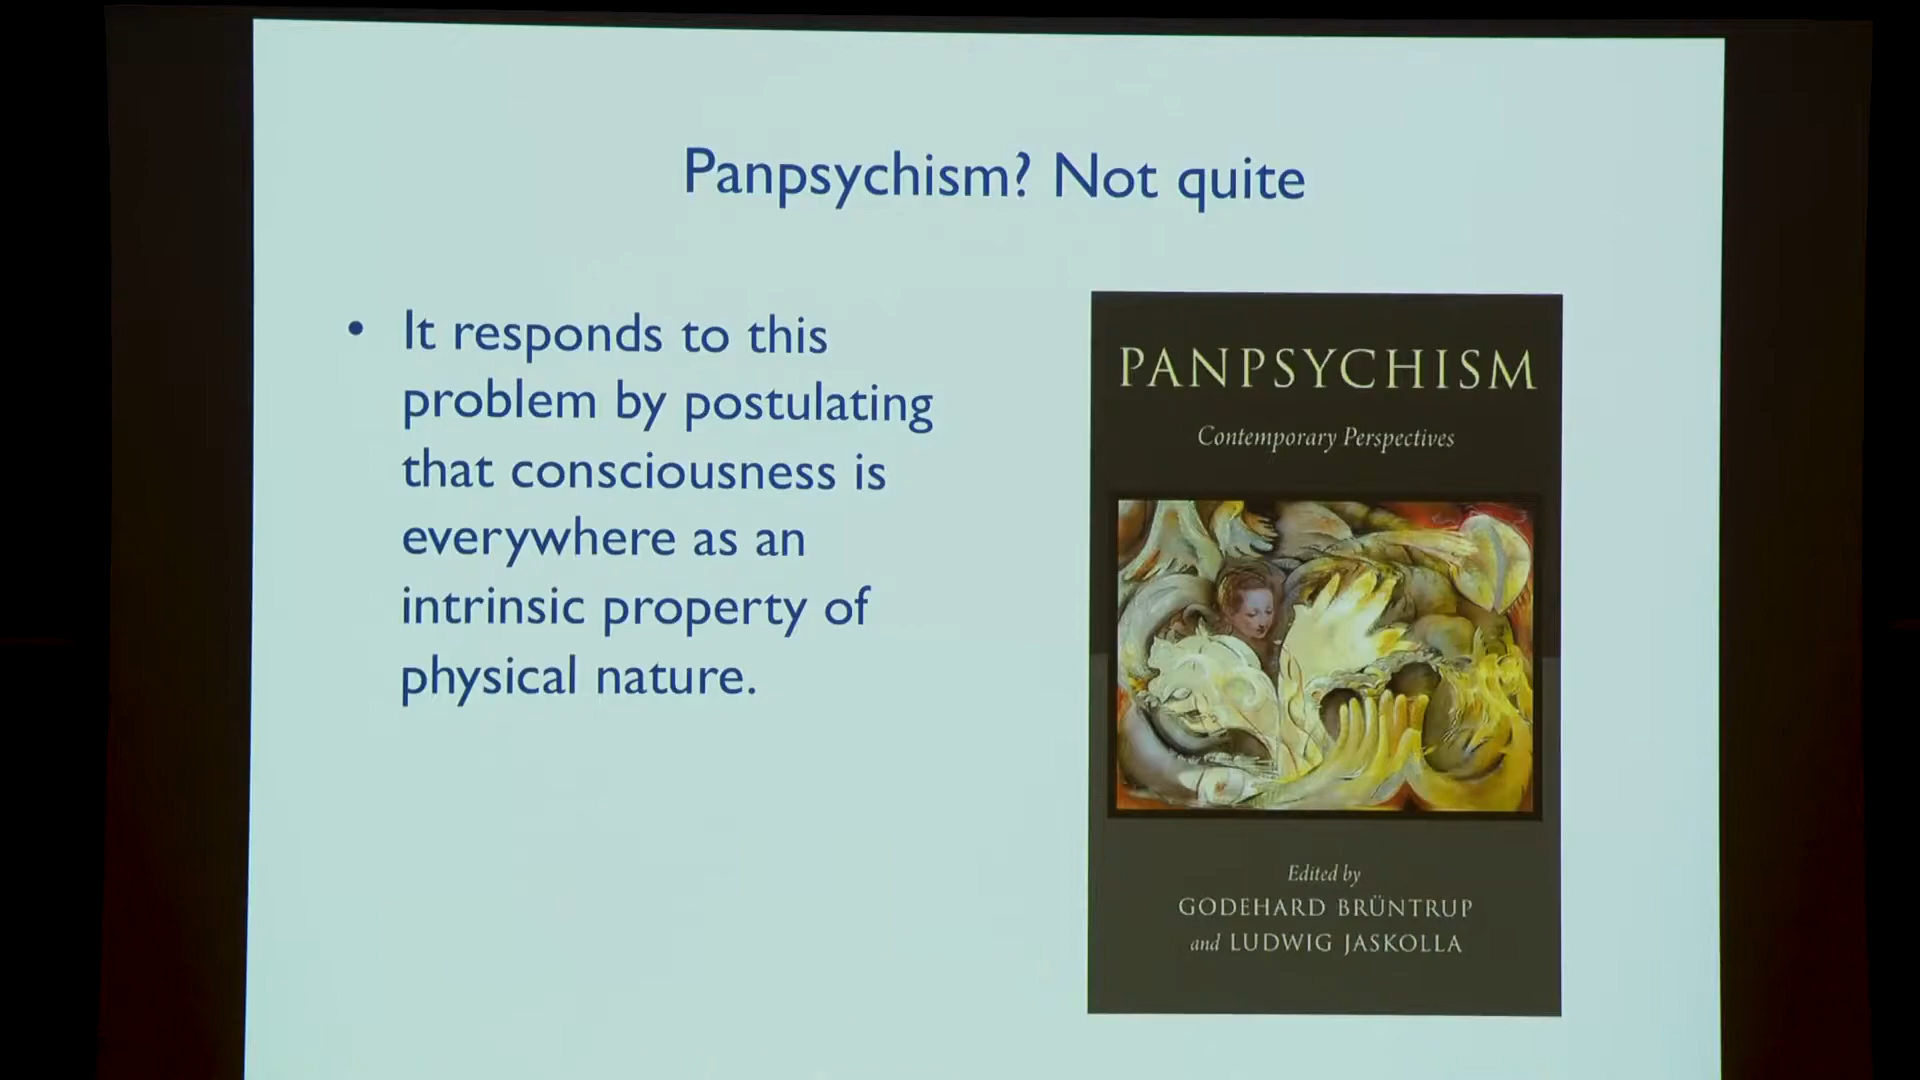 Panpsychism? Not quite
• It responds to this
problem by postulating
that consciousness is
everywhere as an
intrinsic property of
physical nature.
PANPSYCHISM
Contemporary Perspectives
Edited by
GODEHARD BRÜNTRUP
and LUDWIG JASKOLLA